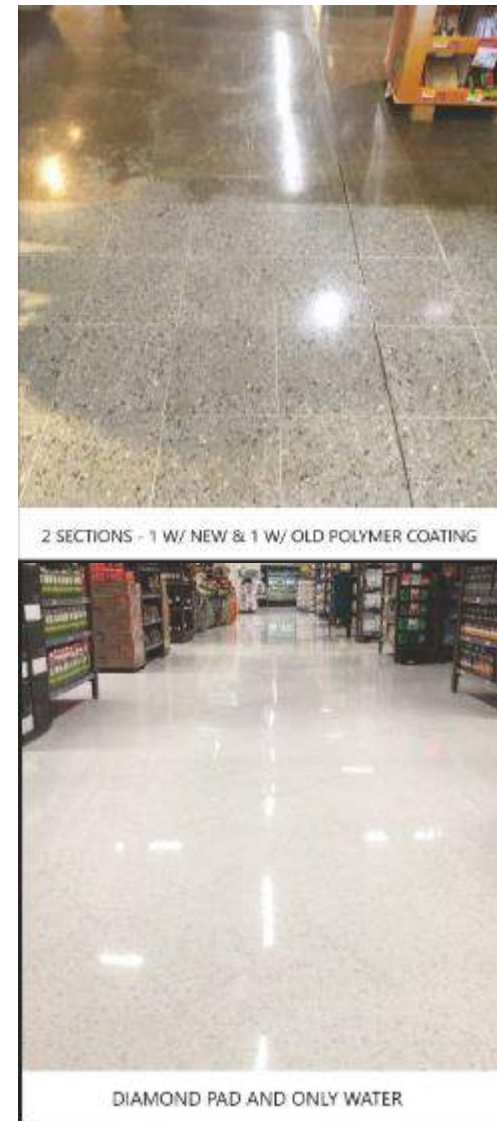 2 SECTIONS - 1 W/ NEW & 1 W/ OLD POLYMER COATING
DIAMOND PAD AND ONLY WATER